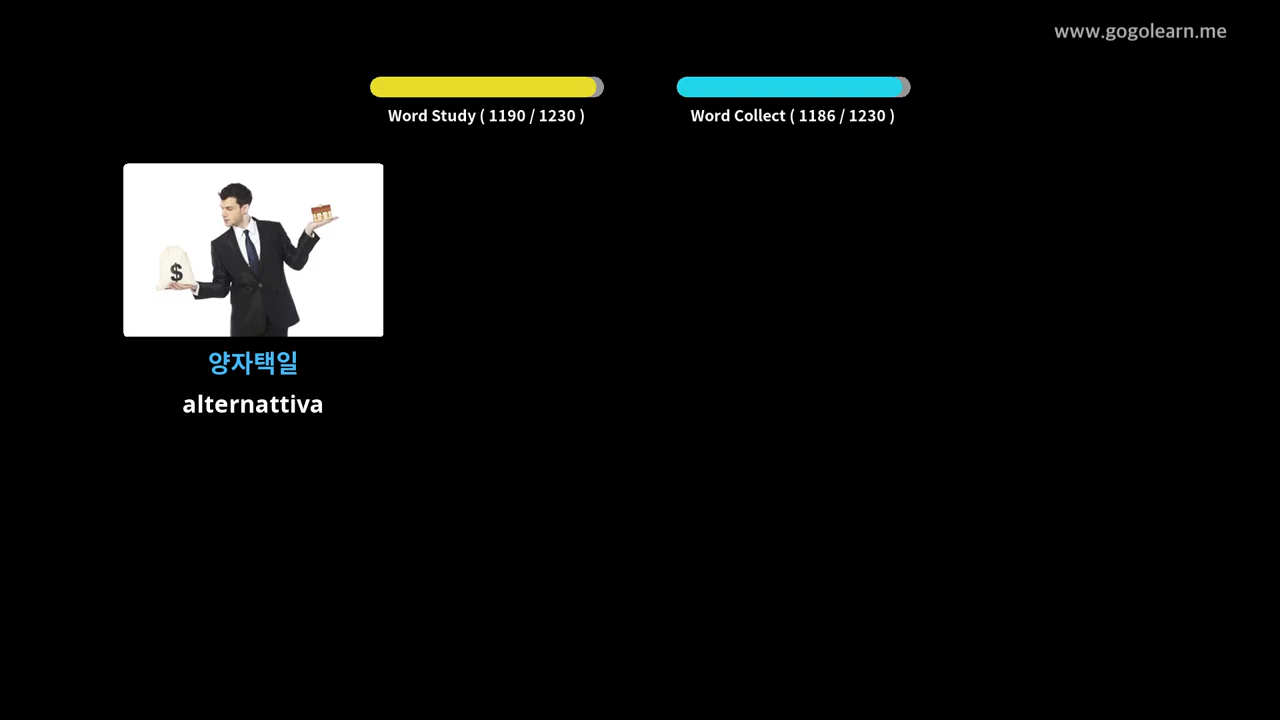 www.gogolearn.me
Word Study ( 1190 / 1230 )
Word Collect ( 1186 / 1230 )
$
양자택일
alternattiva